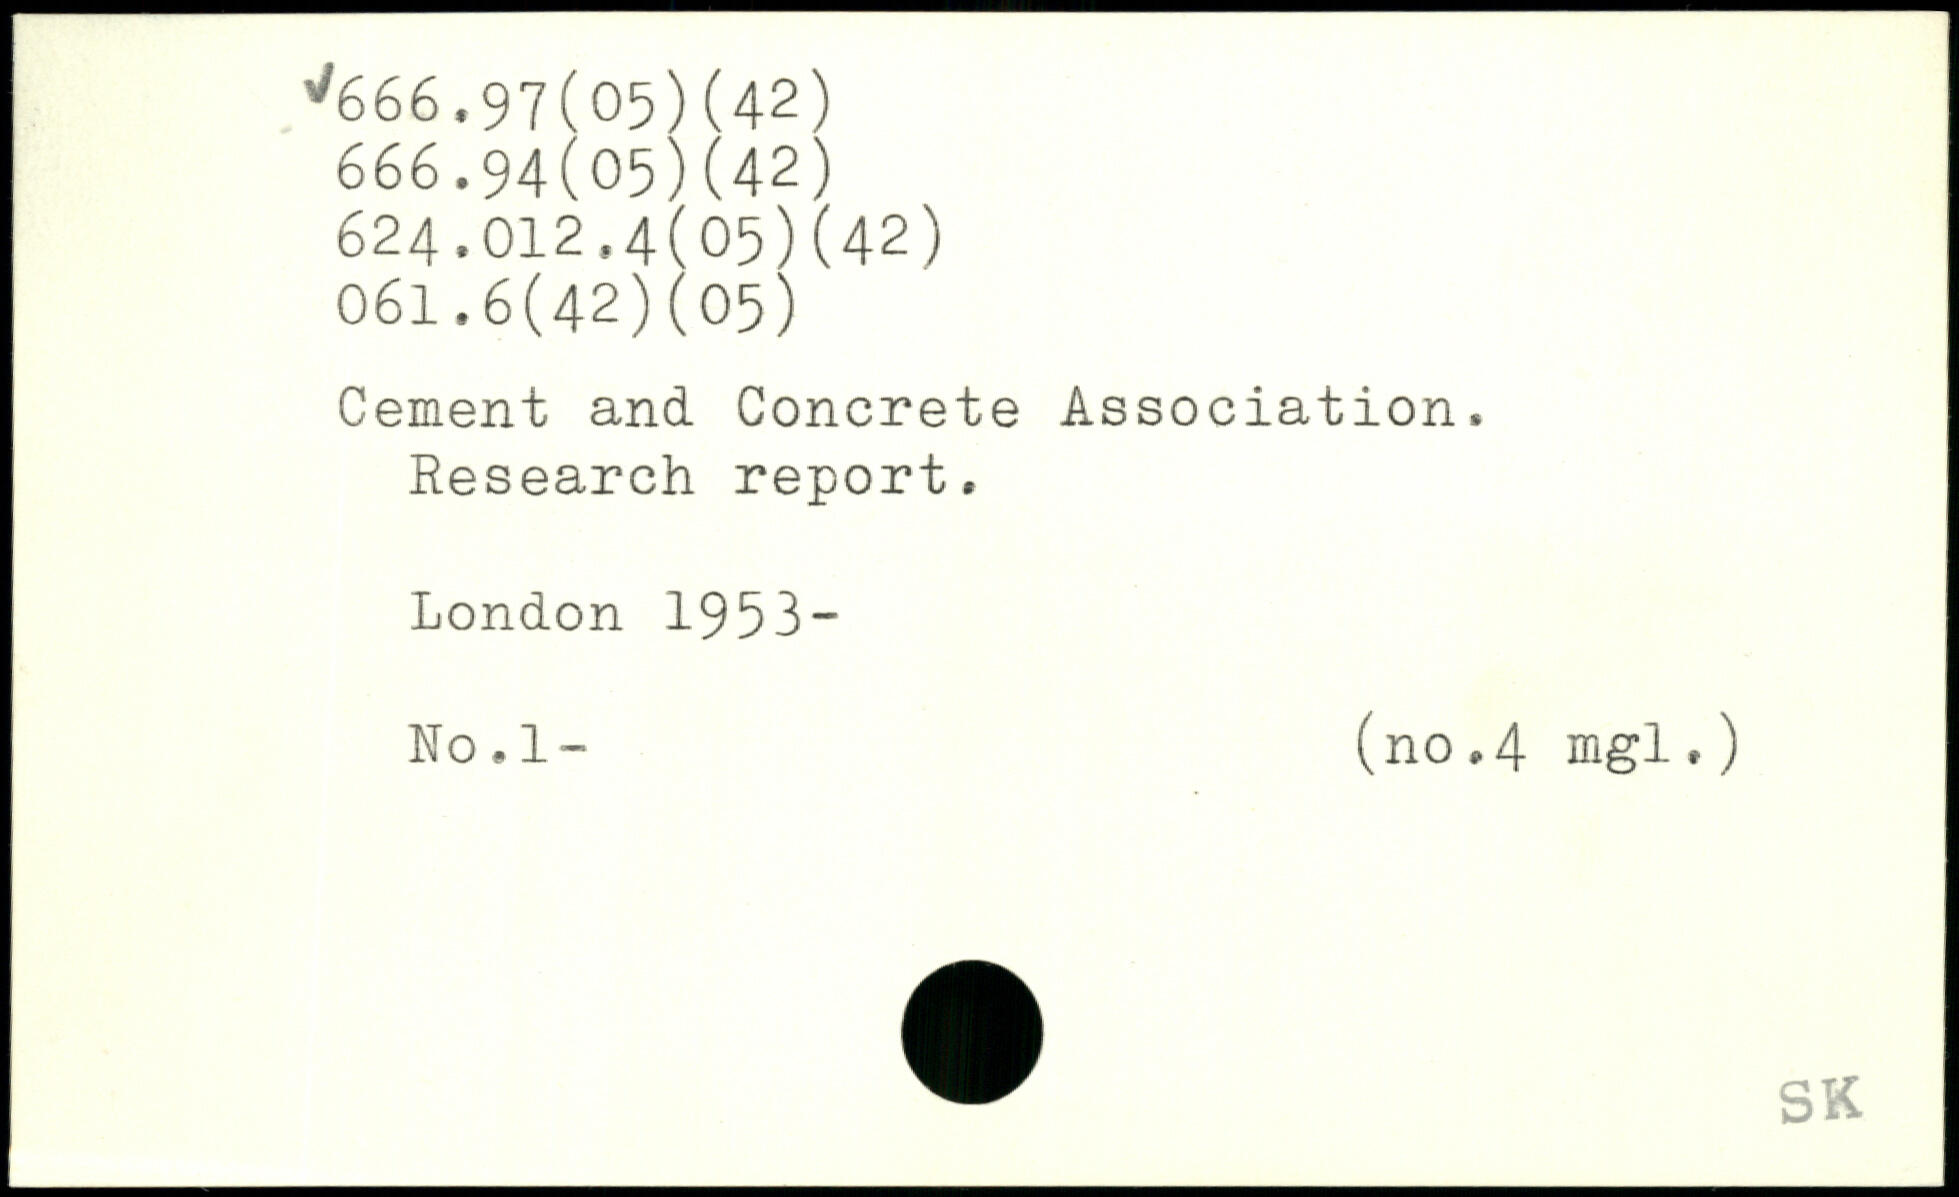 ✓666.97(05)(42)
666.94(05)(42)
624.012.4(05)(42)
061.6(42)(05)
Cement and Concrete Association.
Research report.
London 1953-
No.1- (no.4 mgl.)
SK